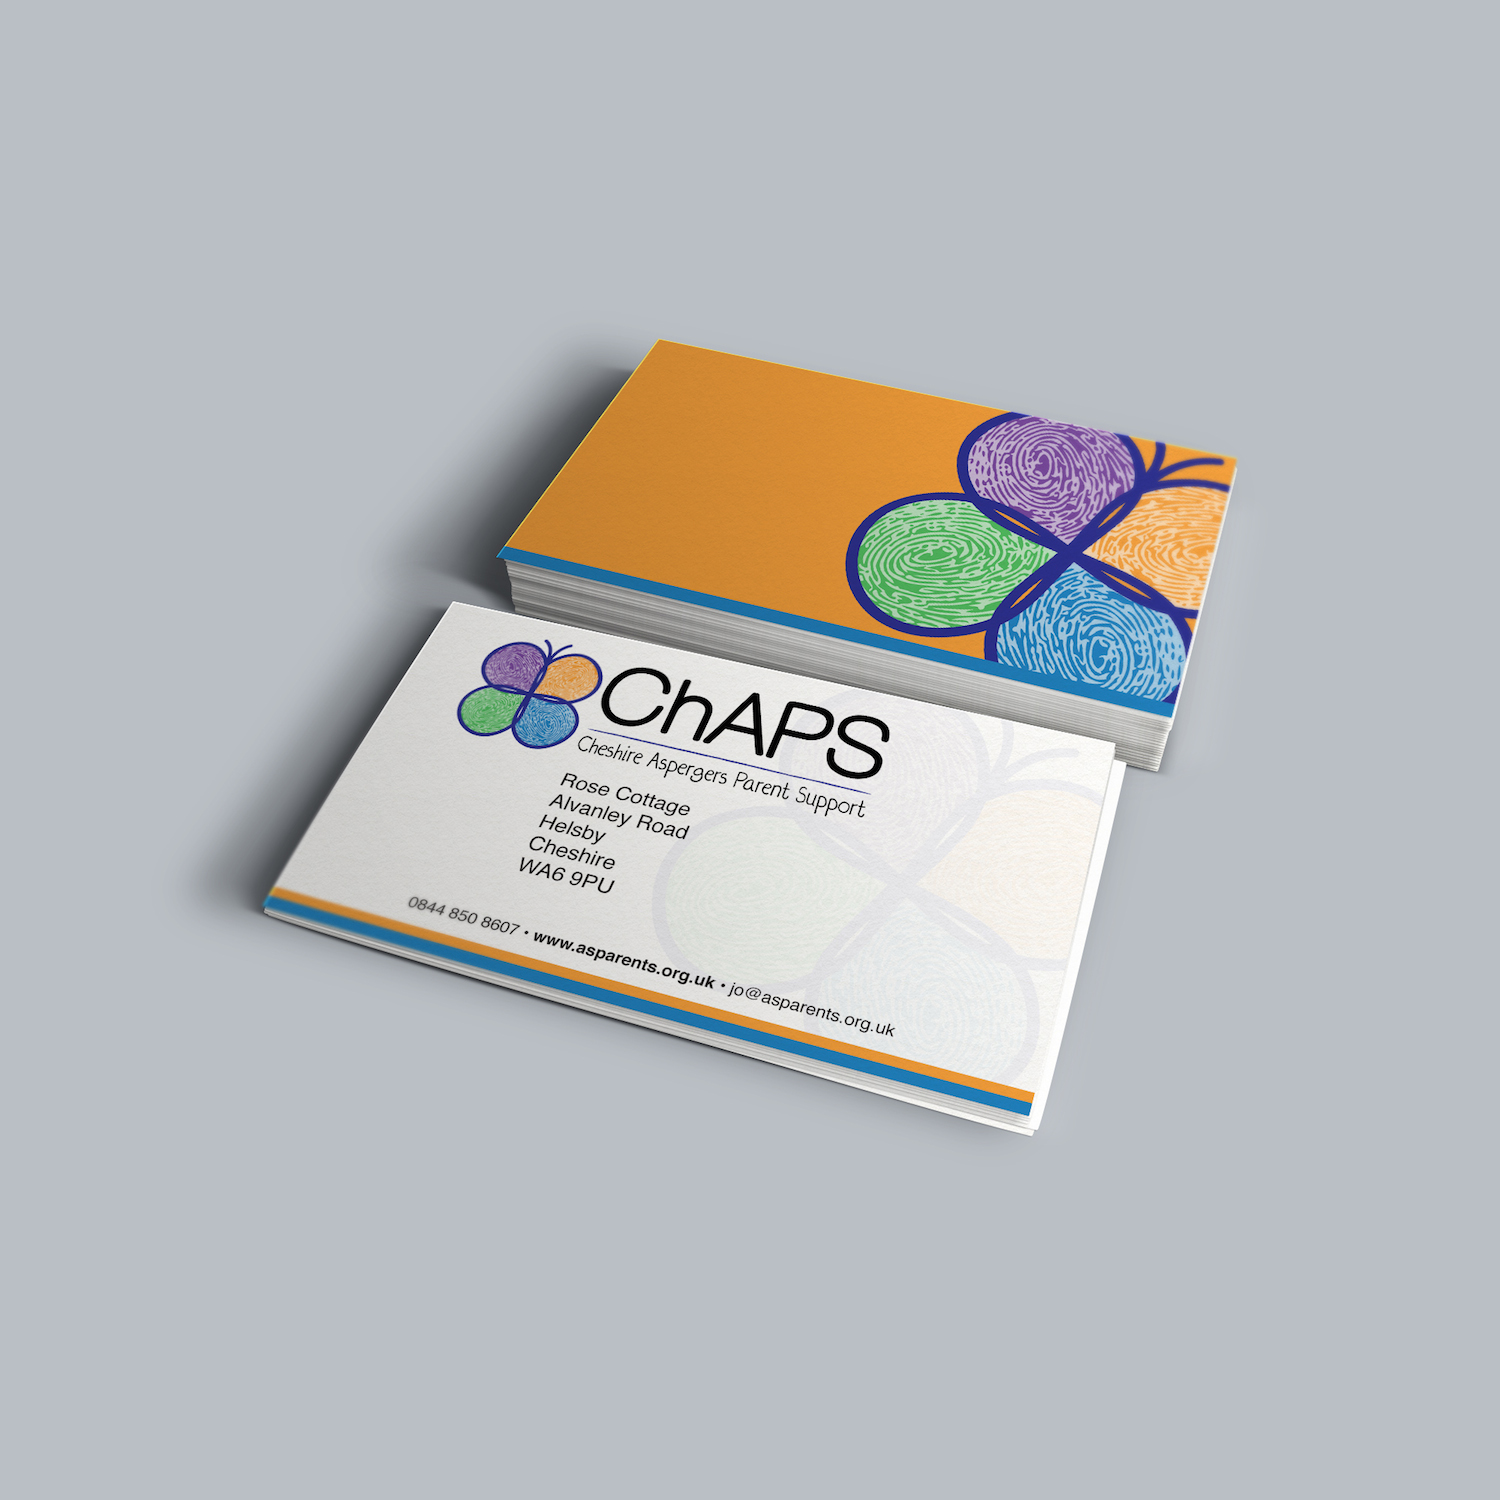 ChAPS
Cheshire Aspergers Parent Support
Rose Cottage
Alvanley Road
Helsby
Cheshire
WA6 9PU
0844 850 8607 • www.asparents.org.uk • jo@asparents.org.uk